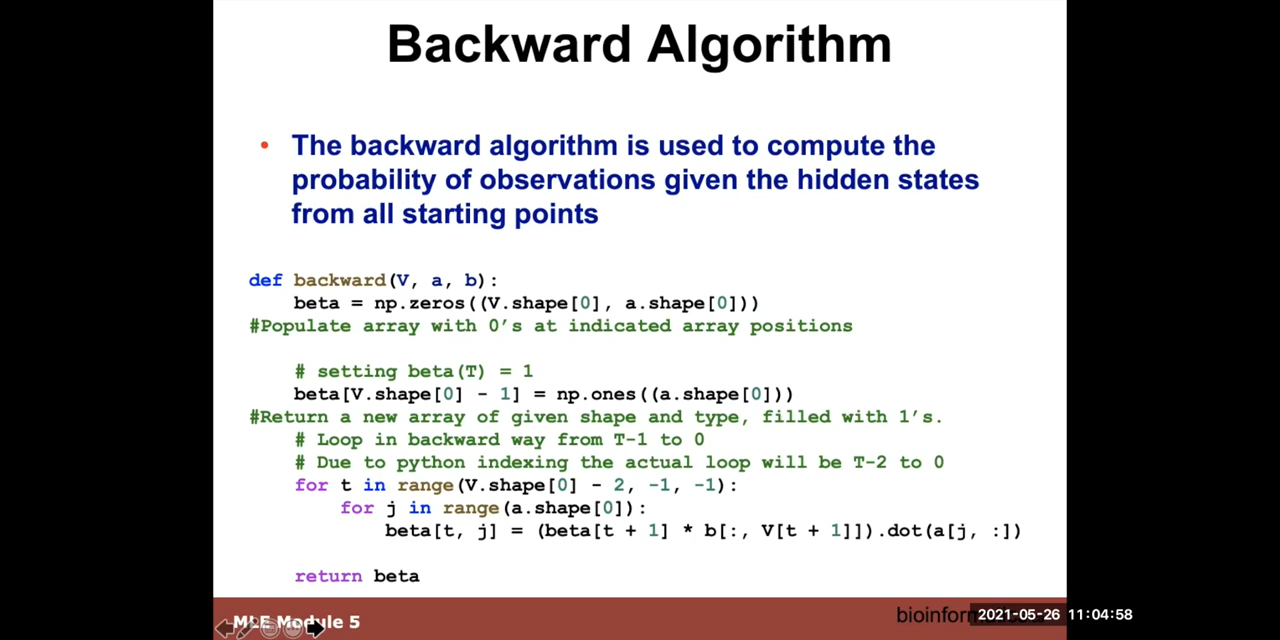 Backward Algorithm
• The backward algorithm is used to compute the
probability of observations given the hidden states
from all starting points
def backward(V, a, b):
    beta = np.zeros((V.shape[0], a.shape[0]))
#Populate array with 0's at indicated array positions
    # setting beta(T) = 1
    beta[V.shape[0] - 1] = np.ones((a.shape[0]))
#Return a new array of given shape and type, filled with 1's.
    # Loop in backward way from T-1 to 0
    # Due to python indexing the actual loop will be T-2 to 0
    for t in range(V.shape[0] - 2, -1, -1):
        for j in range(a.shape[0]):
            beta[t, j] = (beta[t + 1] * b[:, V[t + 1]]).dot(a[j, :])
    return beta
MLE Module 5
2021-05-26 11:04:58